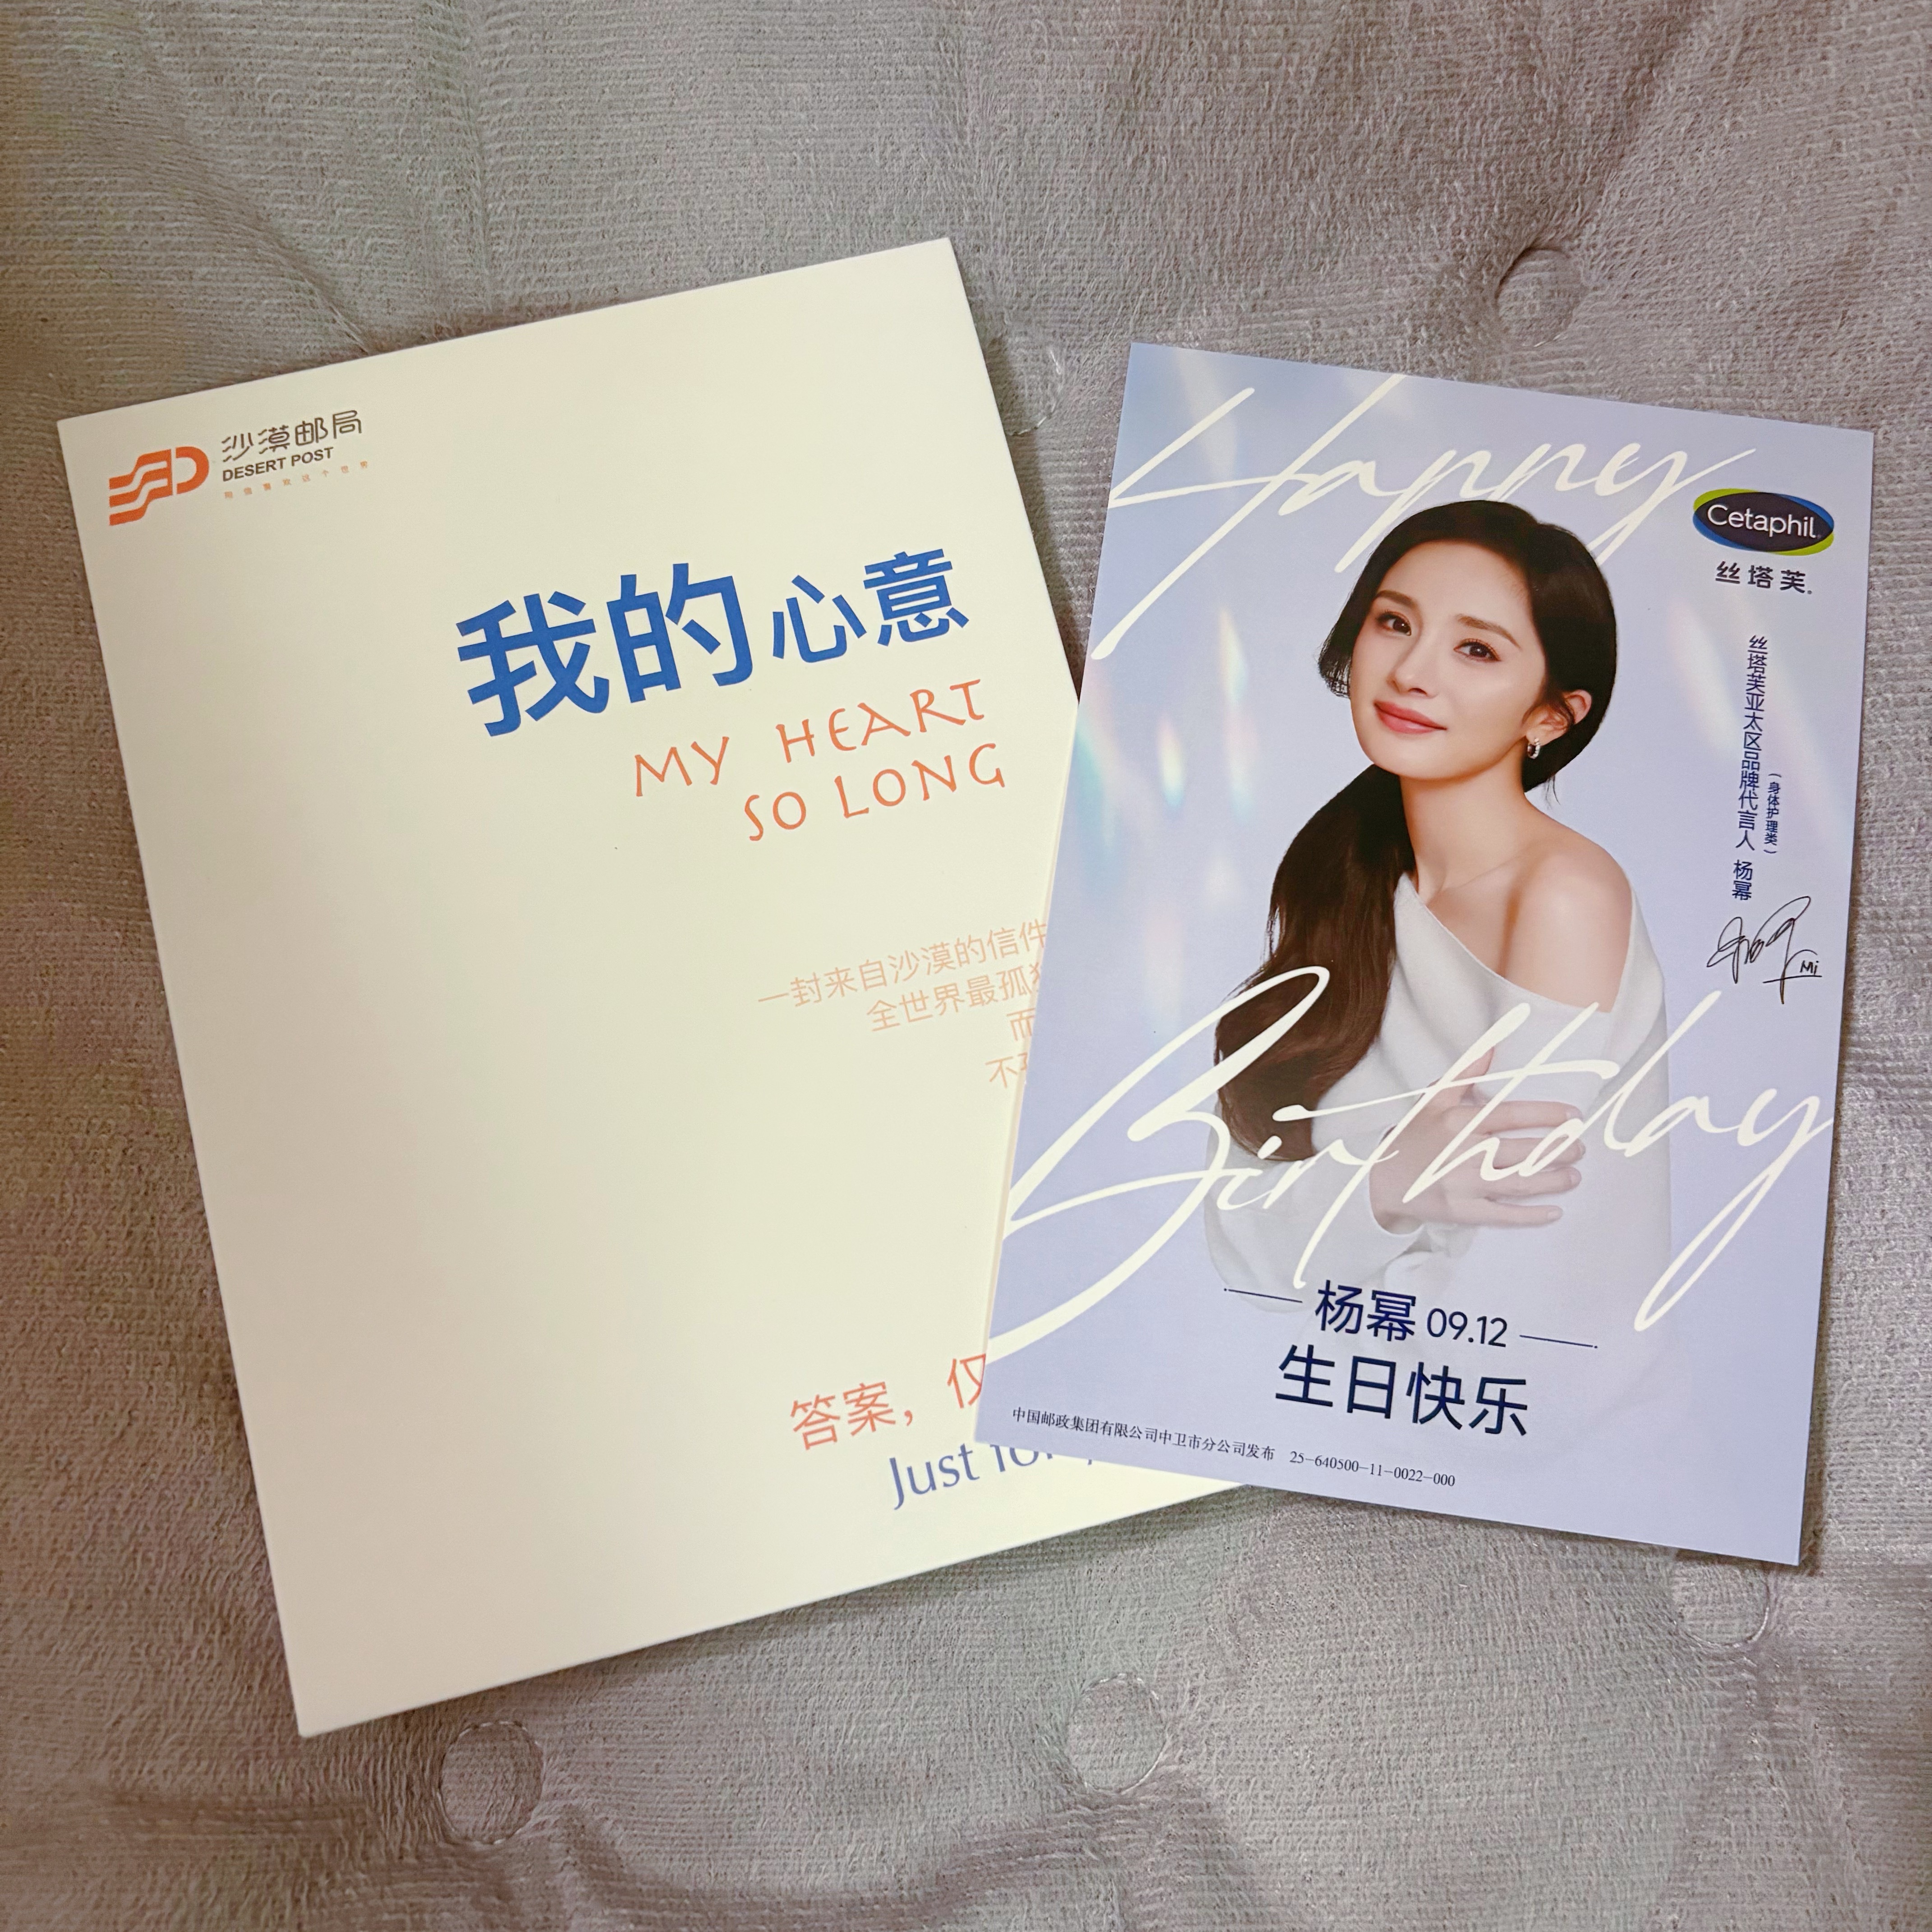 沙漠邮局
DESERT POST
我的心意
MY HEART
SO LONG
一封来自沙漠的信件
全世界最孤
而
不
答案，仅
Just for
Happy
Cetaphil
丝塔芙
丝塔芙亚太区品牌代言人 杨幂
（身体护理类）
Mi
Birthday
杨幂 09.12
生日快乐
中国邮政集团有限公司中卫市分公司发布 25-640500-11-0022-000